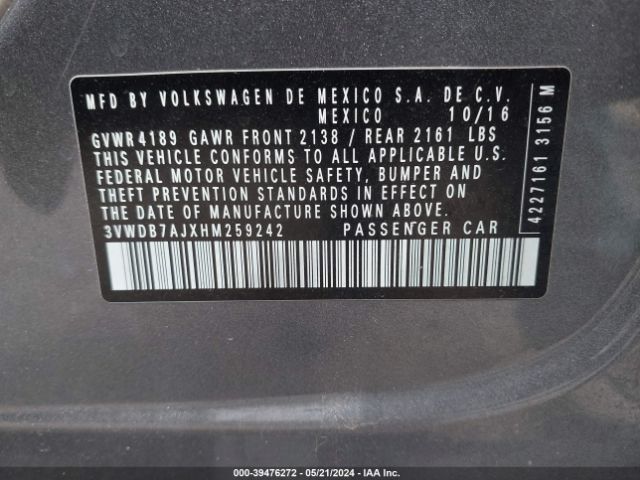 MFD BY VOLKSWAGEN DE MEXICO S.A. DE C.V.
MEXICO 10/16
GVWR 4189 GAWR FRONT 2138 / REAR 2161 LBS
THIS VEHICLE CONFORMS TO ALL APPLICABLE U.S.
FEDERAL MOTOR VEHICLE SAFETY, BUMPER AND
THEFT PREVENTION STANDARDS IN EFFECT ON
THE DATE OF MANUFACTURE SHOWN ABOVE.
3VWDB7AJXHM259242 PASSENGER CAR
4227161 3156 M
00 - 39476272 - 05/21/2024 - IAA Inc.